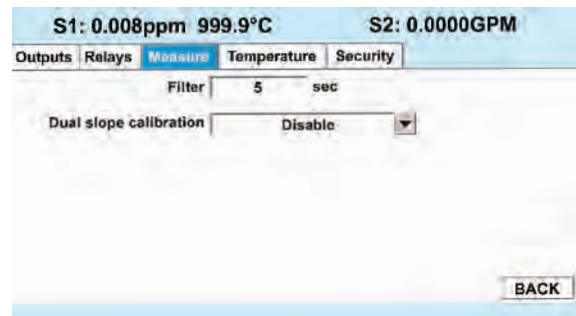 S1: 0.008ppm 999.9°C S2: 0.0000GPM
Outputs Relays Measure Temperature Security
Filter 5 sec
Dual slope calibration Disable
BACK